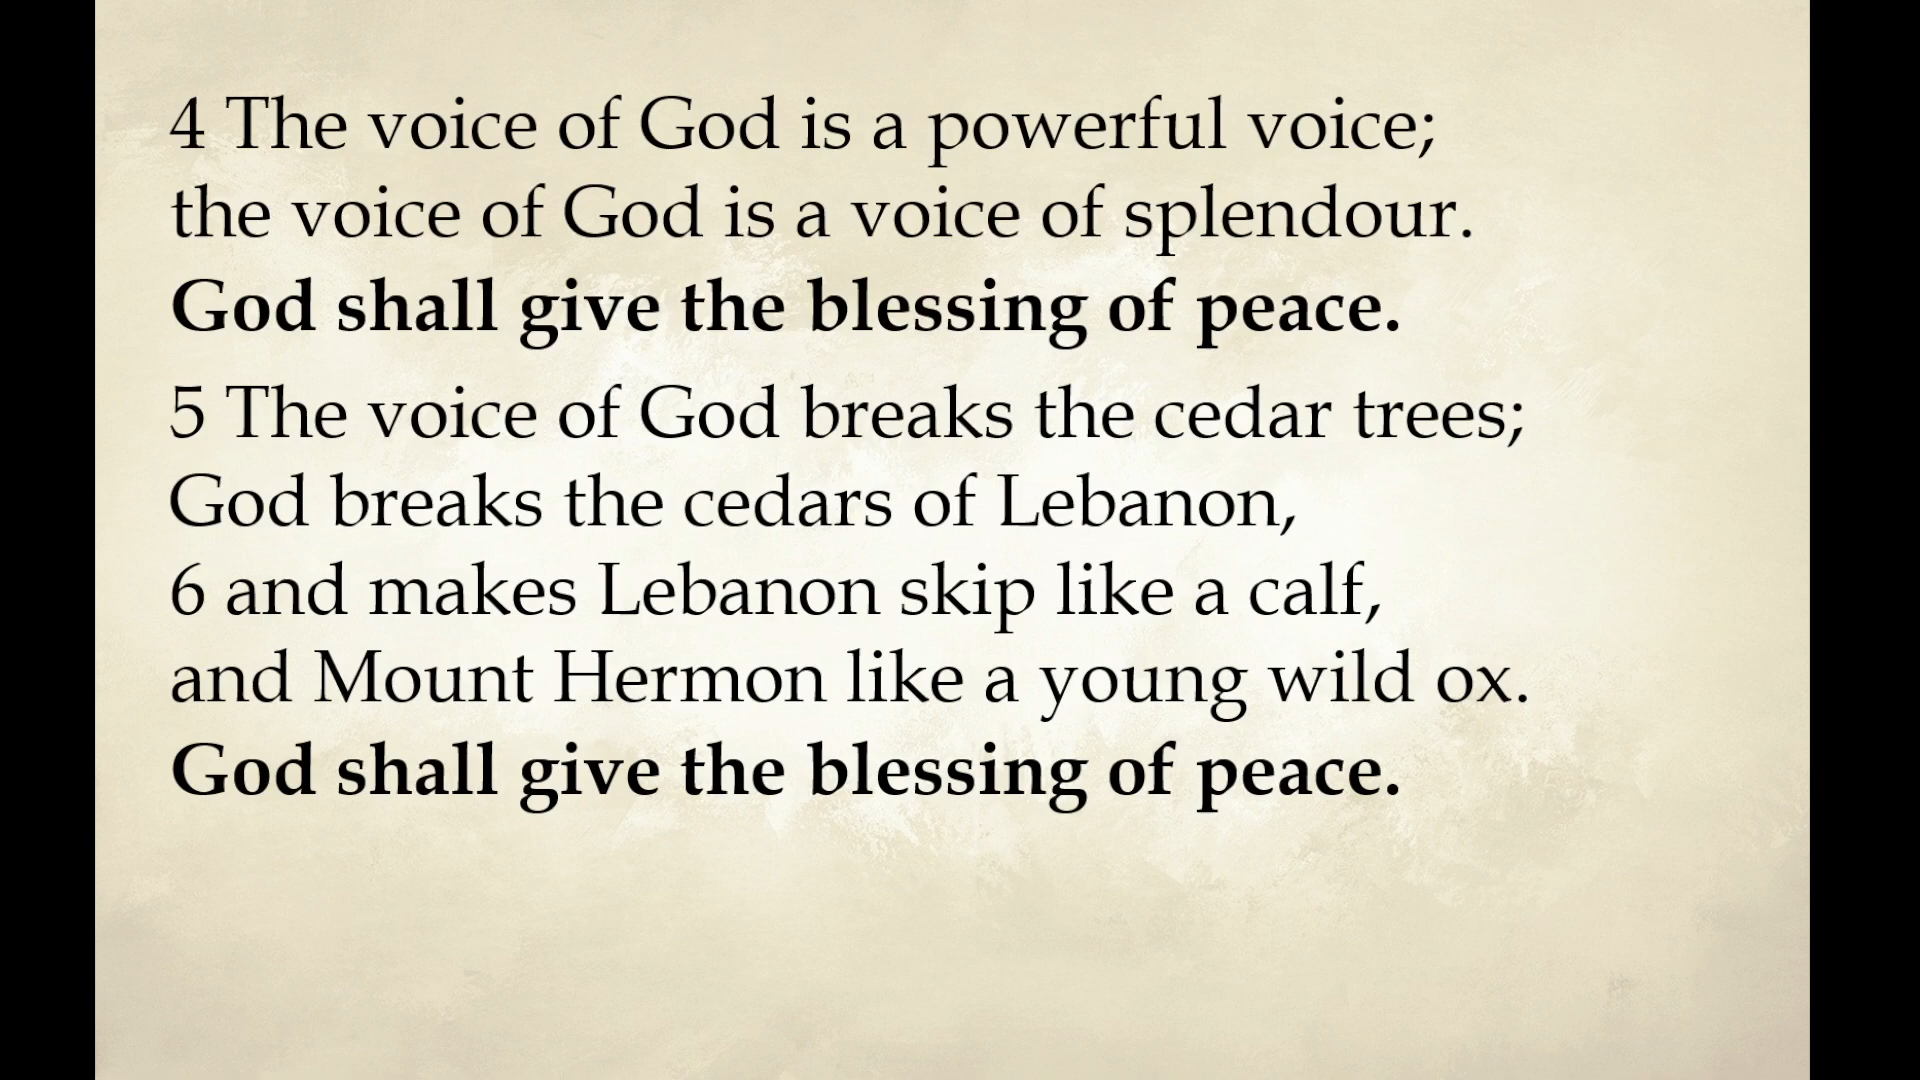 4 The voice of God is a powerful voice;
the voice of God is a voice of splendour.
God shall give the blessing of peace.
5 The voice of God breaks the cedar trees;
God breaks the cedars of Lebanon,
6 and makes Lebanon skip like a calf,
and Mount Hermon like a young wild ox.
God shall give the blessing of peace.